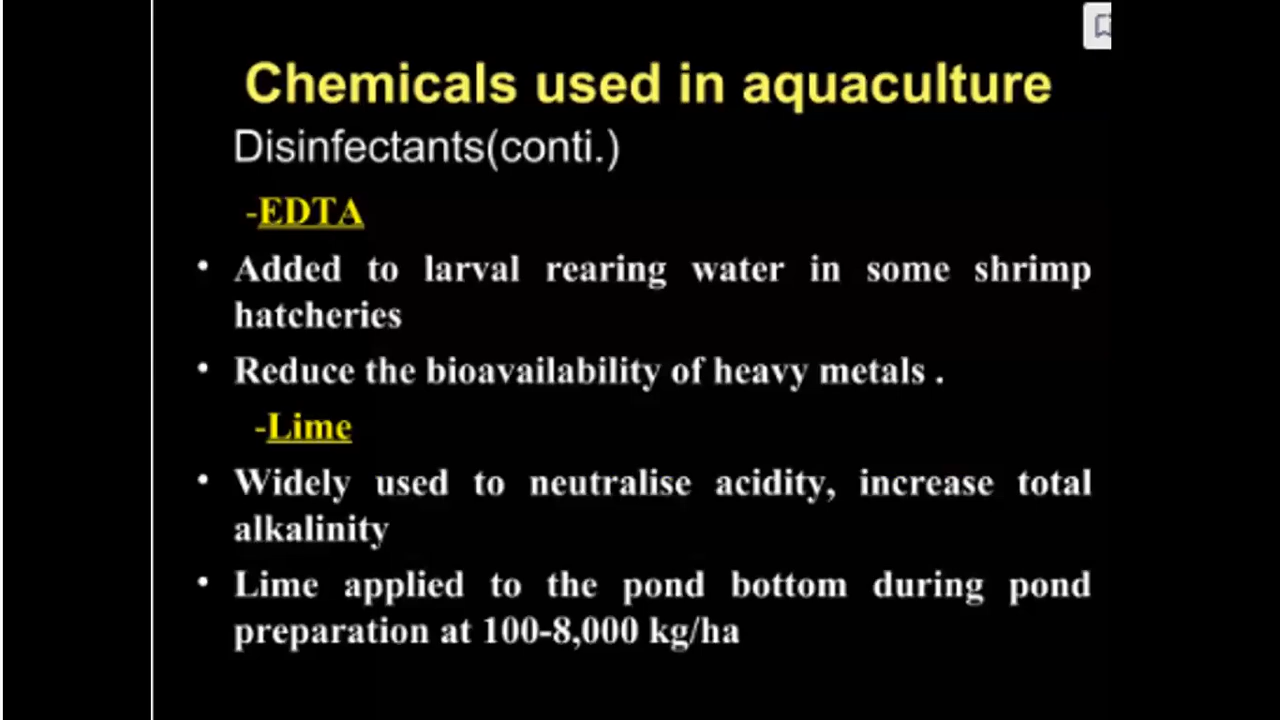 Chemicals used in aquaculture
Disinfectants(conti.)
-EDTA
• Added to larval rearing water in some shrimp
hatcheries
• Reduce the bioavailability of heavy metals .
-Lime
• Widely used to neutralise acidity, increase total
alkalinity
• Lime applied to the pond bottom during pond
preparation at 100-8,000 kg/ha